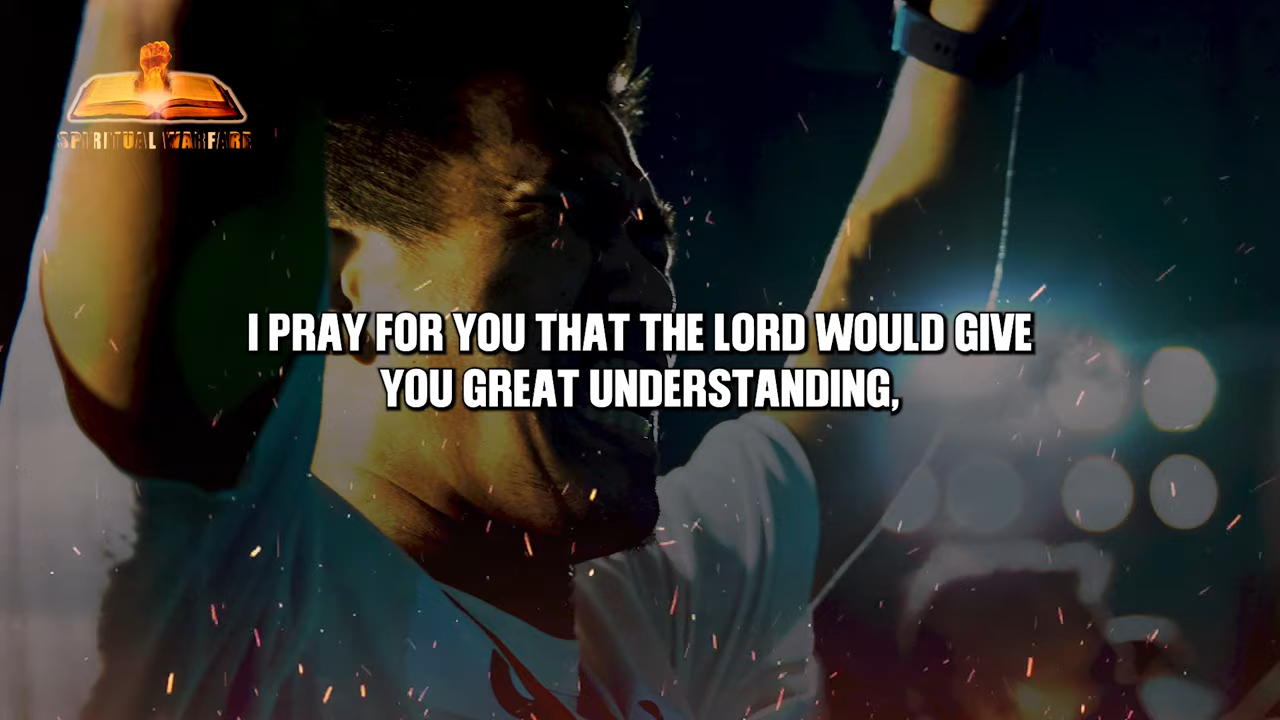 SPIRITUAL WARFARE
I PRAY FOR YOU THAT THE LORD WOULD GIVE
YOU GREAT UNDERSTANDING,